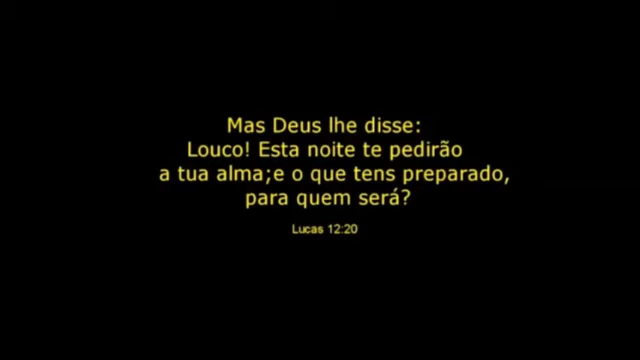 Mas Deus lhe disse:
Louco! Esta noite te pedirão
a tua alma;e o que tens preparado,
para quem será?
Lucas 12:20